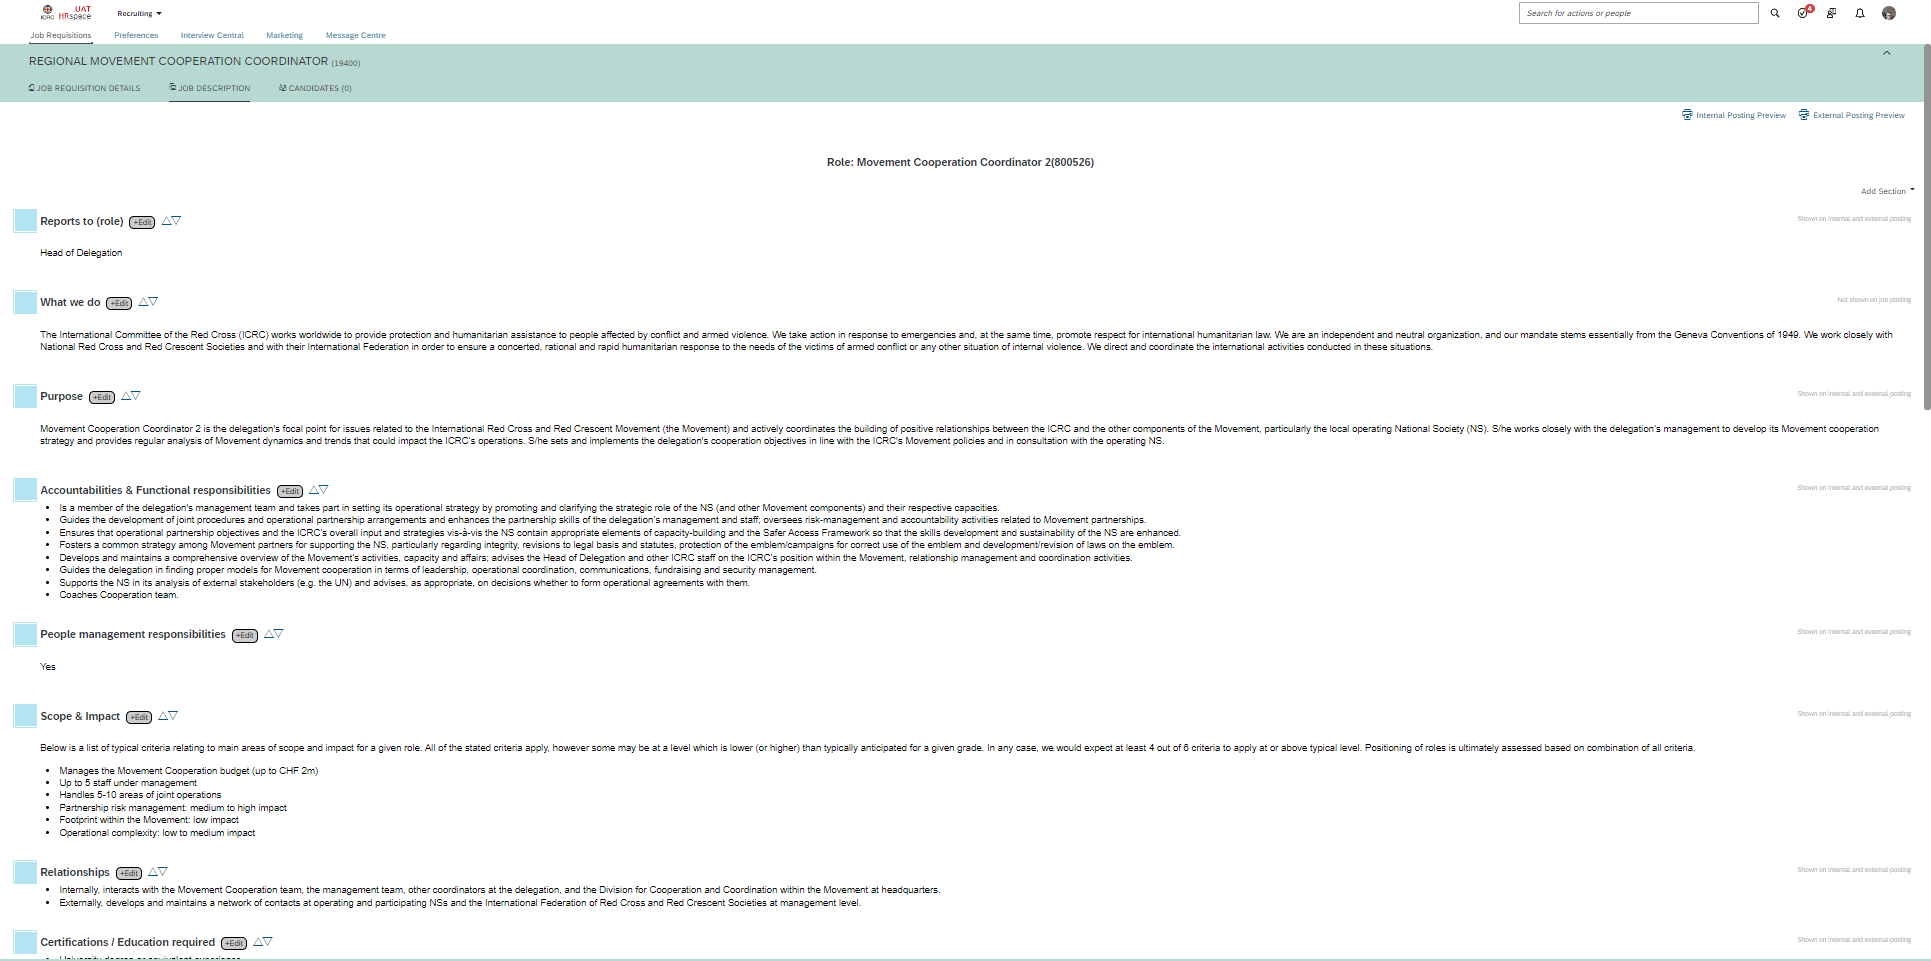 ICRC
UAT
HRspace
Recruiting
Search for actions or people
4
Job Requisitions
Preferences
Interview Central
Marketing
Message Centre
REGIONAL MOVEMENT COOPERATION COORDINATOR (19400)
JOB REQUISITION DETAILS
JOB DESCRIPTION
CANDIDATES (0)
Internal Posting Preview
External Posting Preview
Role: Movement Cooperation Coordinator 2(800526)
Add Section
Reports to (role) +Edit
Shown on internal and external posting
Head of Delegation
What we do +Edit
Not shown on job posting
The International Committee of the Red Cross (ICRC) works worldwide to provide protection and humanitarian assistance to people affected by conflict and armed violence. We take action in response to emergencies and, at the same time, promote respect for international humanitarian law. We are an independent and neutral organization, and our mandate stems essentially from the Geneva Conventions of 1949. We work closely with
National Red Cross and Red Crescent Societies and with their International Federation in order to ensure a concerted, rational and rapid humanitarian response to the needs of the victims of armed conflict or any other situation of internal violence. We direct and coordinate the international activities conducted in these situations.
Purpose +Edit
Shown on internal and external posting
Movement Cooperation Coordinator 2 is the delegation's focal point for issues related to the International Red Cross and Red Crescent Movement (the Movement) and actively coordinates the building of positive relationships between the ICRC and the other components of the Movement, particularly the local operating National Society (NS). S/he works closely with the delegation's management to develop its Movement cooperation
strategy and provides regular analysis of Movement dynamics and trends that could impact the ICRC's operations. S/he sets and implements the delegation's cooperation objectives in line with the ICRC's Movement policies and in consultation with the operating NS.
Accountabilities & Functional responsibilities +Edit
Shown on internal and external posting
• Is a member of the delegation's management team and takes part in setting its operational strategy by promoting and clarifying the strategic role of the NS (and other Movement components) and their respective capacities.
• Guides the development of joint procedures and operational partnership arrangements and enhances the partnership skills of the delegation's management and staff; oversees risk-management and accountability activities related to Movement partnerships.
• Ensures that operational partnership objectives and the ICRC's overall input and strategies vis-à-vis the NS contain appropriate elements of capacity-building and the Safer Access Framework so that the skills development and sustainability of the NS are enhanced.
• Fosters a common strategy among Movement partners for supporting the NS, particularly regarding integrity, revisions to legal basis and statutes, protection of the emblem/campaigns for correct use of the emblem and development/revision of laws on the emblem.
• Develops and maintains a comprehensive overview of the Movement's activities, capacity and affairs; advises the Head of Delegation and other ICRC staff on the ICRC's position within the Movement, relationship management and coordination activities.
• Guides the delegation in finding proper models for Movement cooperation in terms of leadership, operational coordination, communications, fundraising and security management.
• Supports the NS in its analysis of external stakeholders (e.g. the UN) and advises, as appropriate, on decisions whether to form operational agreements with them.
• Coaches Cooperation team.
People management responsibilities +Edit
Shown on internal and external posting
Yes
Scope & Impact +Edit
Shown on internal and external posting
Below is a list of typical criteria relating to main areas of scope and impact for a given role. All of the stated criteria apply, however some may be at a level which is lower (or higher) than typically anticipated for a given grade. In any case, we would expect at least 4 out of 6 criteria to apply at or above typical level. Positioning of roles is ultimately assessed based on combination of all criteria.
• Manages the Movement Cooperation budget (up to CHF 2m)
• Up to 5 staff under management
• Handles 5-10 areas of joint operations
• Partnership risk management: medium to high impact
• Footprint within the Movement: low impact
• Operational complexity: low to medium impact
Relationships +Edit
Shown on internal and external posting
• Internally, interacts with the Movement Cooperation team, the management team, other coordinators at the delegation, and the Division for Cooperation and Coordination within the Movement at headquarters.
• Externally, develops and maintains a network of contacts at operating and participating NSs and the International Federation of Red Cross and Red Crescent Societies at management level.
Certifications / Education required +Edit
Shown on internal and external posting
• University degree or equivalent experience